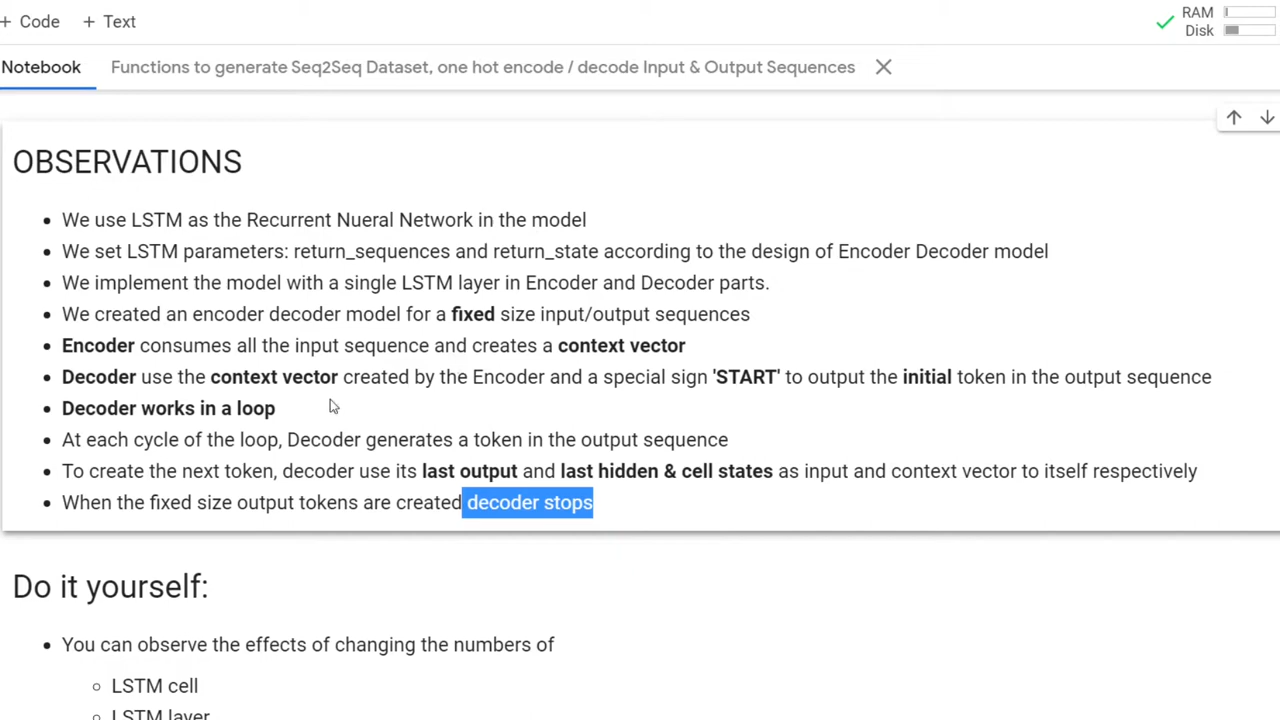 + Code + Text
RAM
Disk
Notebook Functions to generate Seq2Seq Dataset, one hot encode / decode Input & Output Sequences
OBSERVATIONS
• We use LSTM as the Recurrent Nueral Network in the model
• We set LSTM parameters: return_sequences and return_state according to the design of Encoder Decoder model
• We implement the model with a single LSTM layer in Encoder and Decoder parts.
• We created an encoder decoder model for a fixed size input/output sequences
• Encoder consumes all the input sequence and creates a context vector
• Decoder use the context vector created by the Encoder and a special sign 'START' to output the initial token in the output sequence
• Decoder works in a loop
• At each cycle of the loop, Decoder generates a token in the output sequence
• To create the next token, decoder use its last output and last hidden & cell states as input and context vector to itself respectively
• When the fixed size output tokens are created decoder stops
Do it yourself:
• You can observe the effects of changing the numbers of
◦ LSTM cell
◦ LSTM layer